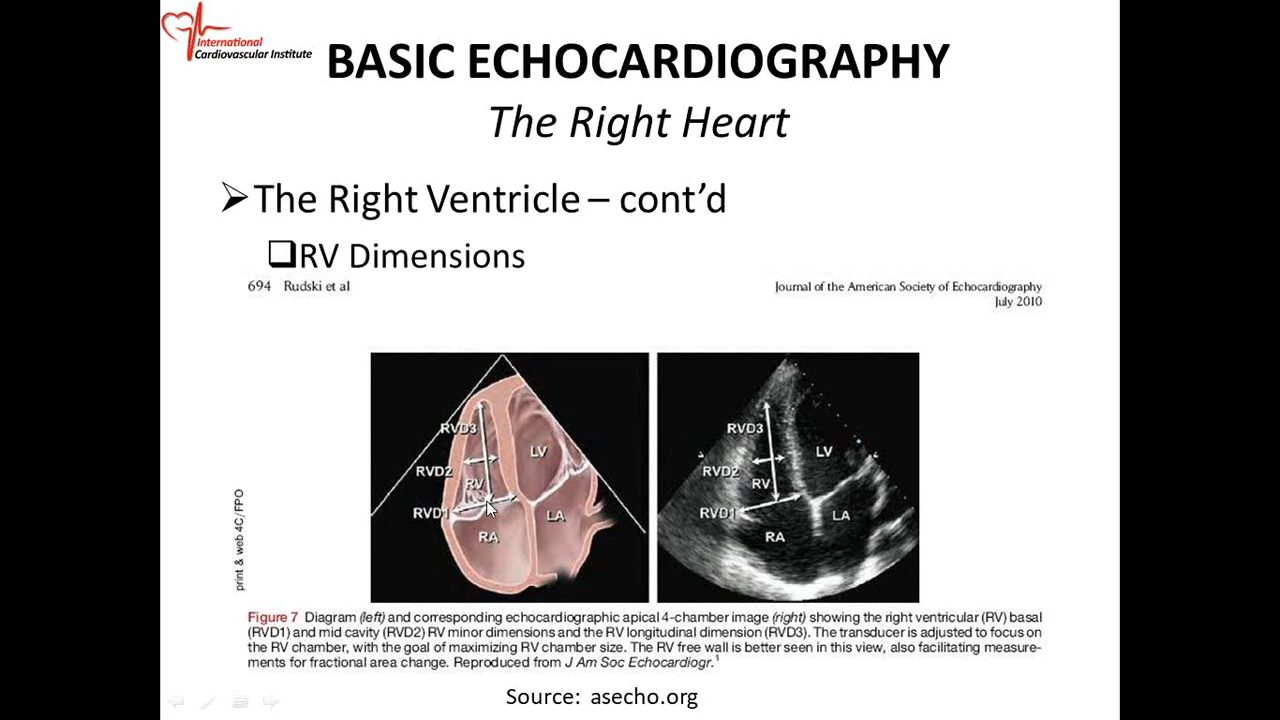 International
Cardiovascular Institute
BASIC ECHOCARDIOGRAPHY
The Right Heart
The Right Ventricle – cont’d
RV Dimensions
694 Rudski et al
Journal of the American Society of Echocardiography
July 2010
print & web 4C/FPO
RVD3
LV
RVD2
RV
RVD1
LA
RA
RVD3
LV
RVD2
RV
RVD1
LA
RA
Figure 7 Diagram (left) and corresponding echocardiographic apical 4-chamber image (right) showing the right ventricular (RV) basal
(RVD1) and mid cavity (RVD2) RV minor dimensions and the RV longitudinal dimension (RVD3). The transducer is adjusted to focus on
the RV chamber, with the goal of maximizing RV chamber size. The RV free wall is better seen in this view, also facilitating measure-
ments for fractional area change. Reproduced from J Am Soc Echocardiogr.1
Source: asecho.org